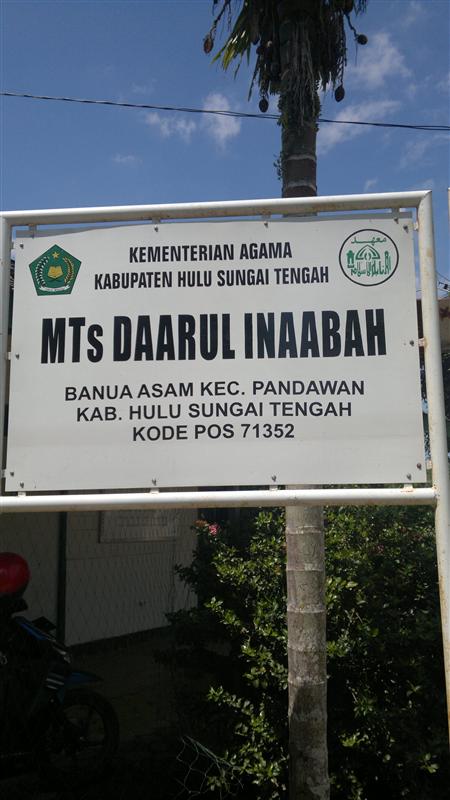 KEMENTERIAN AGAMA
KABUPATEN HULU SUNGAI TENGAH
MTs DAARUL INAABAH
BANUA ASAM KEC. PANDAWAN
KAB. HULU SUNGAI TENGAH
KODE POS 71352
معهد